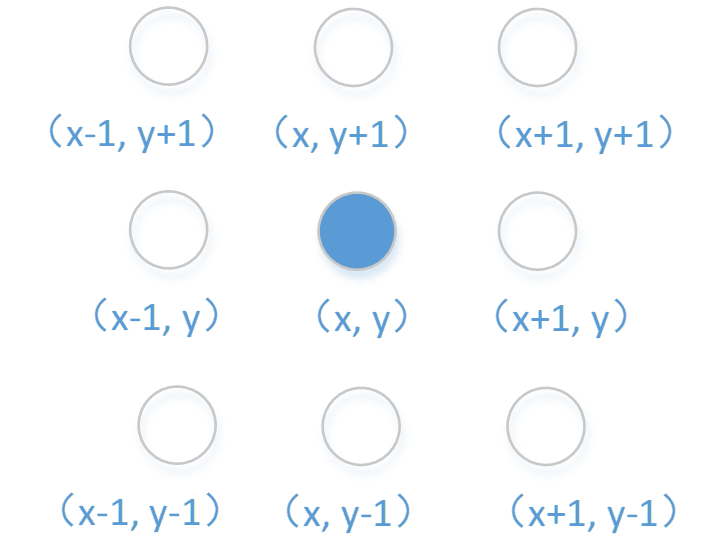 （x-1, y+1） （x, y+1） （x+1, y+1）
（x-1, y） （x, y） （x+1, y）
（x-1, y-1） （x, y-1） （x+1, y-1）